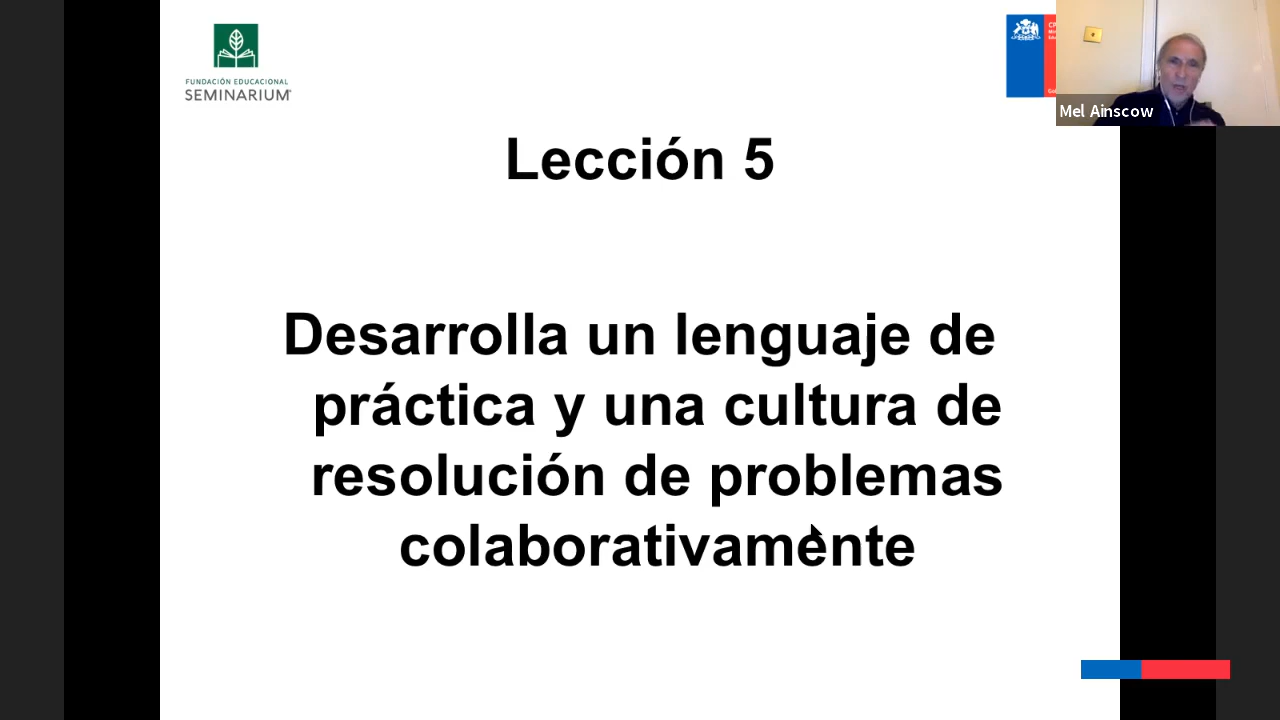 FUNDACIÓN EDUCACIONAL
SEMINARIUM
Mel Ainscow
Lección 5
Desarrolla un lenguaje de
práctica y una cultura de
resolución de problemas
colaborativamente